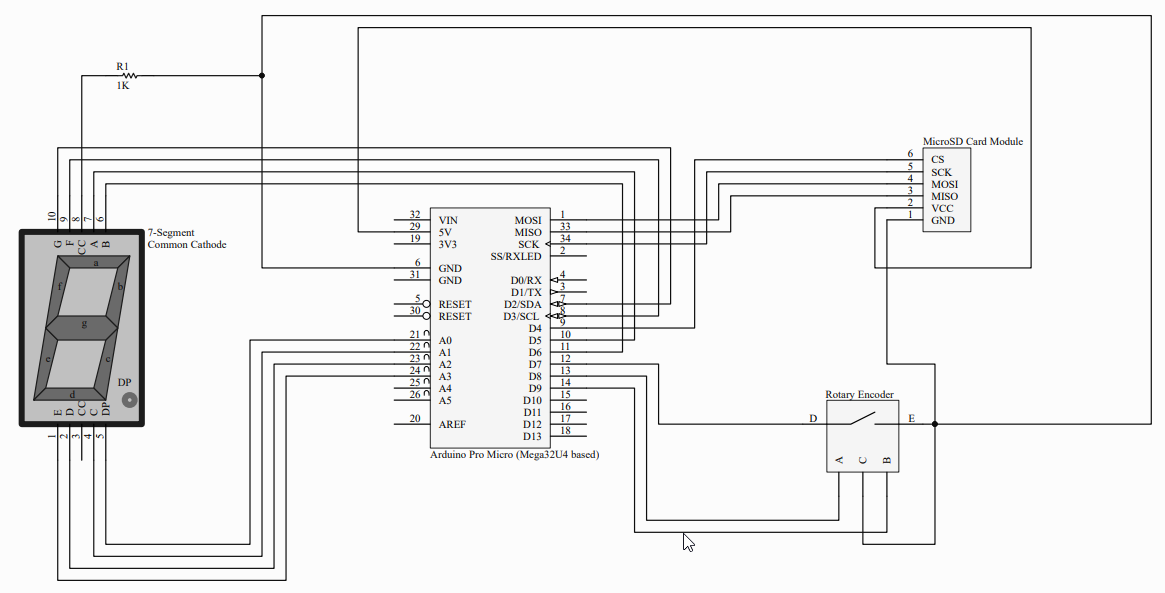 R1
1K
10 9 8 7 6
G F CC A B
7-Segment
Common Cathode
a
f b
g
e c
d
DP
E D CC C DP
1 2 3 4 5
32 VIN
29 5V
19 3V3
6 GND
31 GND
5 RESET
30 RESET
21 A0
22 A1
23 A2
24 A3
25 A4
26 A5
20 AREF
MOSI 1
MISO 33
SCK 34
SS/RXLED 2
D0/RX 4
D1/TX 3
D2/SDA 7
D3/SCL 8
D4 9
D5 10
D6 11
D7 12
D8 13
D9 14
D10 15
D11 16
D12 17
D13 18
Arduino Pro Micro (Mega32U4 based)
MicroSD Card Module
6 CS
5 SCK
4 MOSI
3 MISO
2 VCC
1 GND
Rotary Encoder
D E
A C B